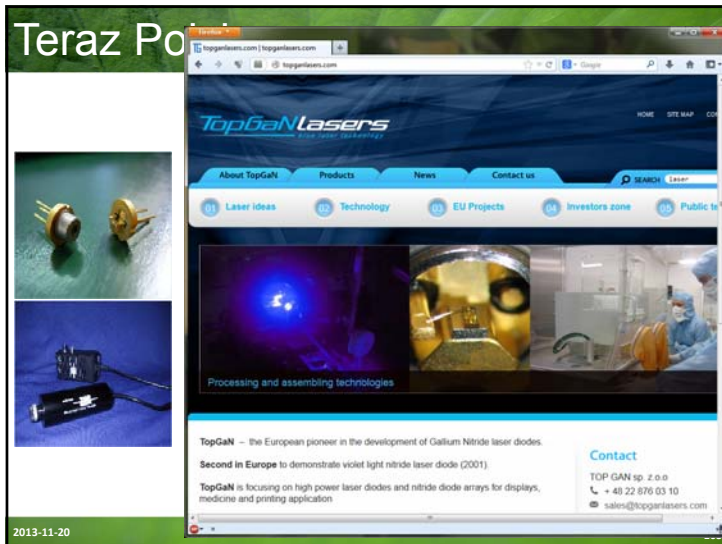 Teraz Po
Firefox
topganlasers.com | topganlasers.com
topganlasers.com
Google
HOME SITE MAP CON
TopGaNLasers
blue laser technology
About TopGaN Products News Contact us
SEARCH laser
01 Laser ideas 02 Technology 03 EU Projects 04 Investors zone 05 Public te
Processing and assembling technologies
TopGaN – the European pioneer in the development of Gallium Nitride laser diodes.
Second in Europe to demonstrate violet light nitride laser diode (2001).
TopGaN is focusing on high power laser diodes and nitride diode arrays for displays,
medicine and printing application
Contact
TOP GAN sp. z.o.o
+ 48 22 876 03 10
sales@topganlasers.com
2013-11-20